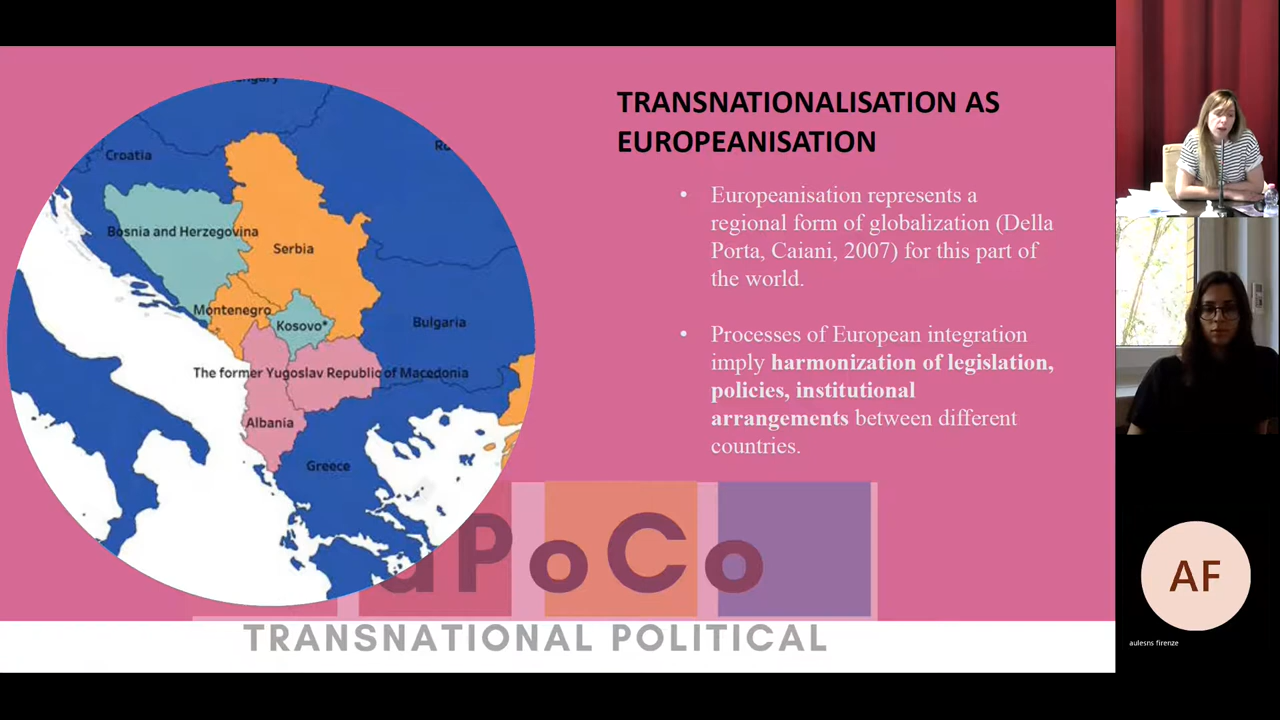 TRANSNATIONALISATION AS
EUROPEANISATION
• Europeanisation represents a
regional form of globalization (Della
Porta, Caiani, 2007) for this part of
the world.
• Processes of European integration
imply harmonization of legislation,
policies, institutional
arrangements between different
countries.
Croatia
Bosnia and Herzegovina
Serbia
Montenegro
Kosovo*
Bulgaria
The former Yugoslav Republic of Macedonia
Albania
Greece
PoCo
TRANSNATIONAL POLITICAL
AF
aulesns firenze